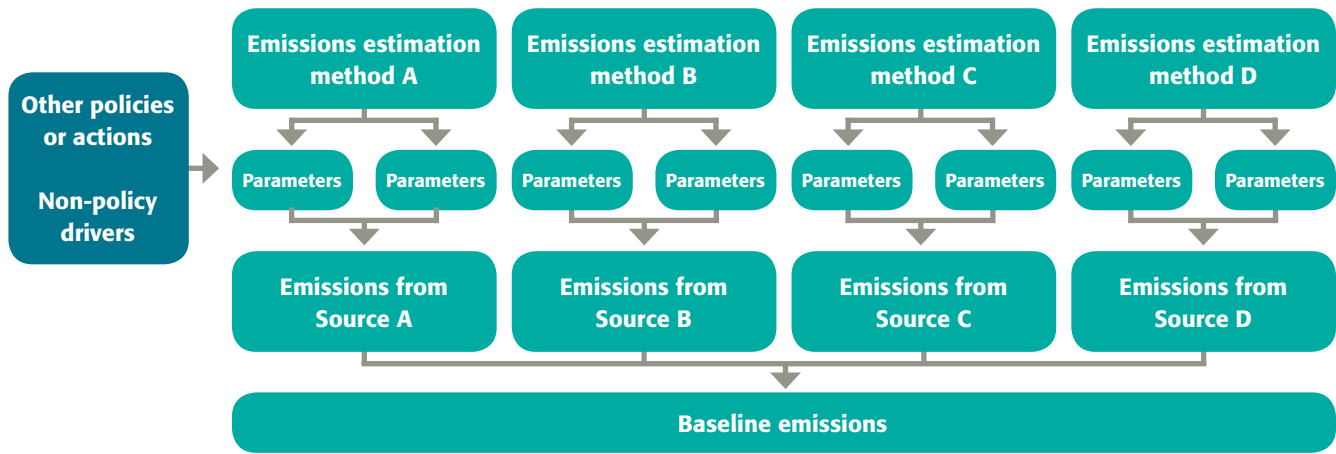 Emissions estimation
method A
Emissions estimation
method B
Emissions estimation
method C
Emissions estimation
method D
Other policies
or actions
Non-policy
drivers
Parameters
Parameters
Parameters
Parameters
Parameters
Parameters
Parameters
Parameters
Emissions from
Source A
Emissions from
Source B
Emissions from
Source C
Emissions from
Source D
Baseline emissions